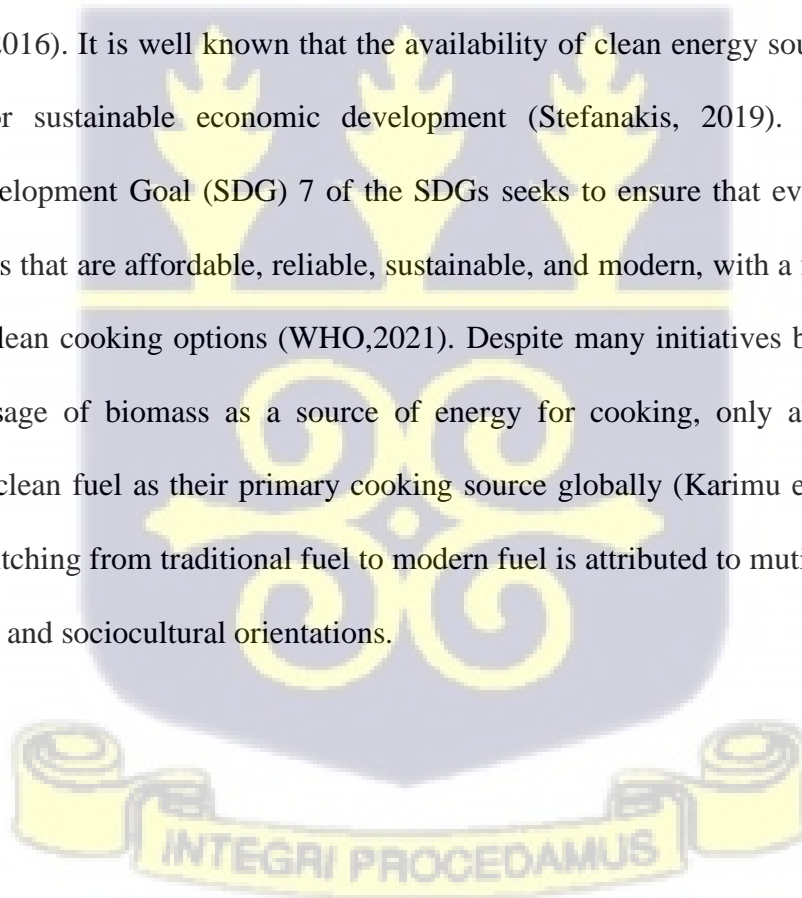 2016). It is well known that the availability of clean energy sou
or sustainable economic development (Stefanakis, 2019).
velopment Goal (SDG) 7 of the SDGs seeks to ensure that ev
s that are affordable, reliable, sustainable, and modern, with a
lean cooking options (WHO,2021). Despite many initiatives b
sage of biomass as a source of energy for cooking, only a
clean fuel as their primary cooking source globally (Karimu e
tching from traditional fuel to modern fuel is attributed to muti
and sociocultural orientations.
INTEGRI PROCEDAMUS